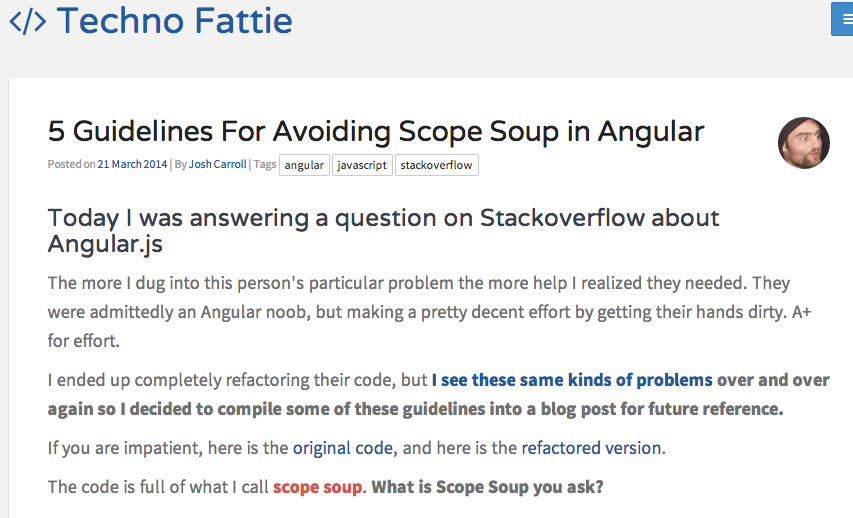 </> Techno Fattie
5 Guidelines For Avoiding Scope Soup in Angular
Posted on 21 March 2014 | By Josh Carroll | Tags angular javascript stackoverflow
Today I was answering a question on Stackoverflow about
Angular.js
The more I dug into this person's particular problem the more help I realized they needed. They
were admittedly an Angular noob, but making a pretty decent effort by getting their hands dirty. A+
for effort.
I ended up completely refactoring their code, but I see these same kinds of problems over and over
again so I decided to compile some of these guidelines into a blog post for future reference.
If you are impatient, here is the original code, and here is the refactored version.
The code is full of what I call scope soup. What is Scope Soup you ask?